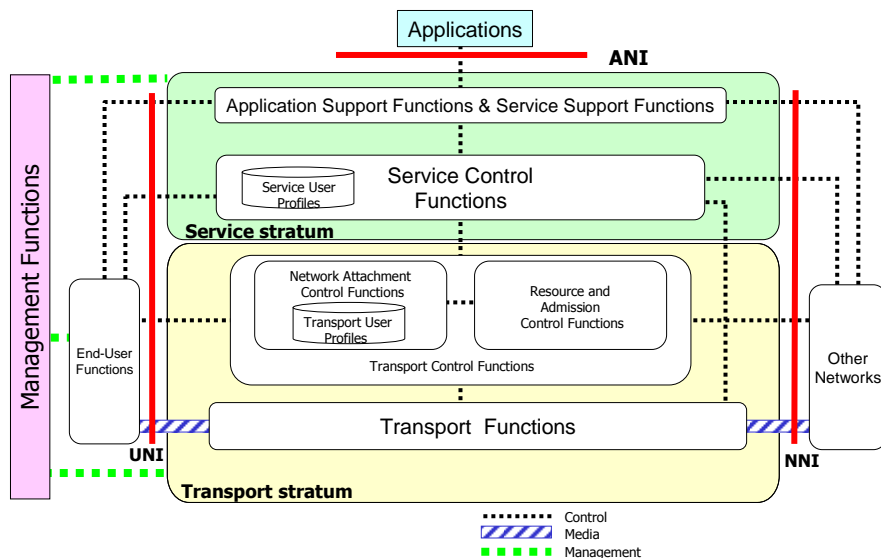 Applications
ANI
Management Functions
Application Support Functions & Service Support Functions
Service User
Profiles
Service Control
Functions
Service stratum
Network Attachment
Control Functions
Transport User
Profiles
Resource and
Admission
Control Functions
Transport Control Functions
End-User
Functions
Other
Networks
Transport Functions
UNI
NNI
Transport stratum
Control
Media
Management